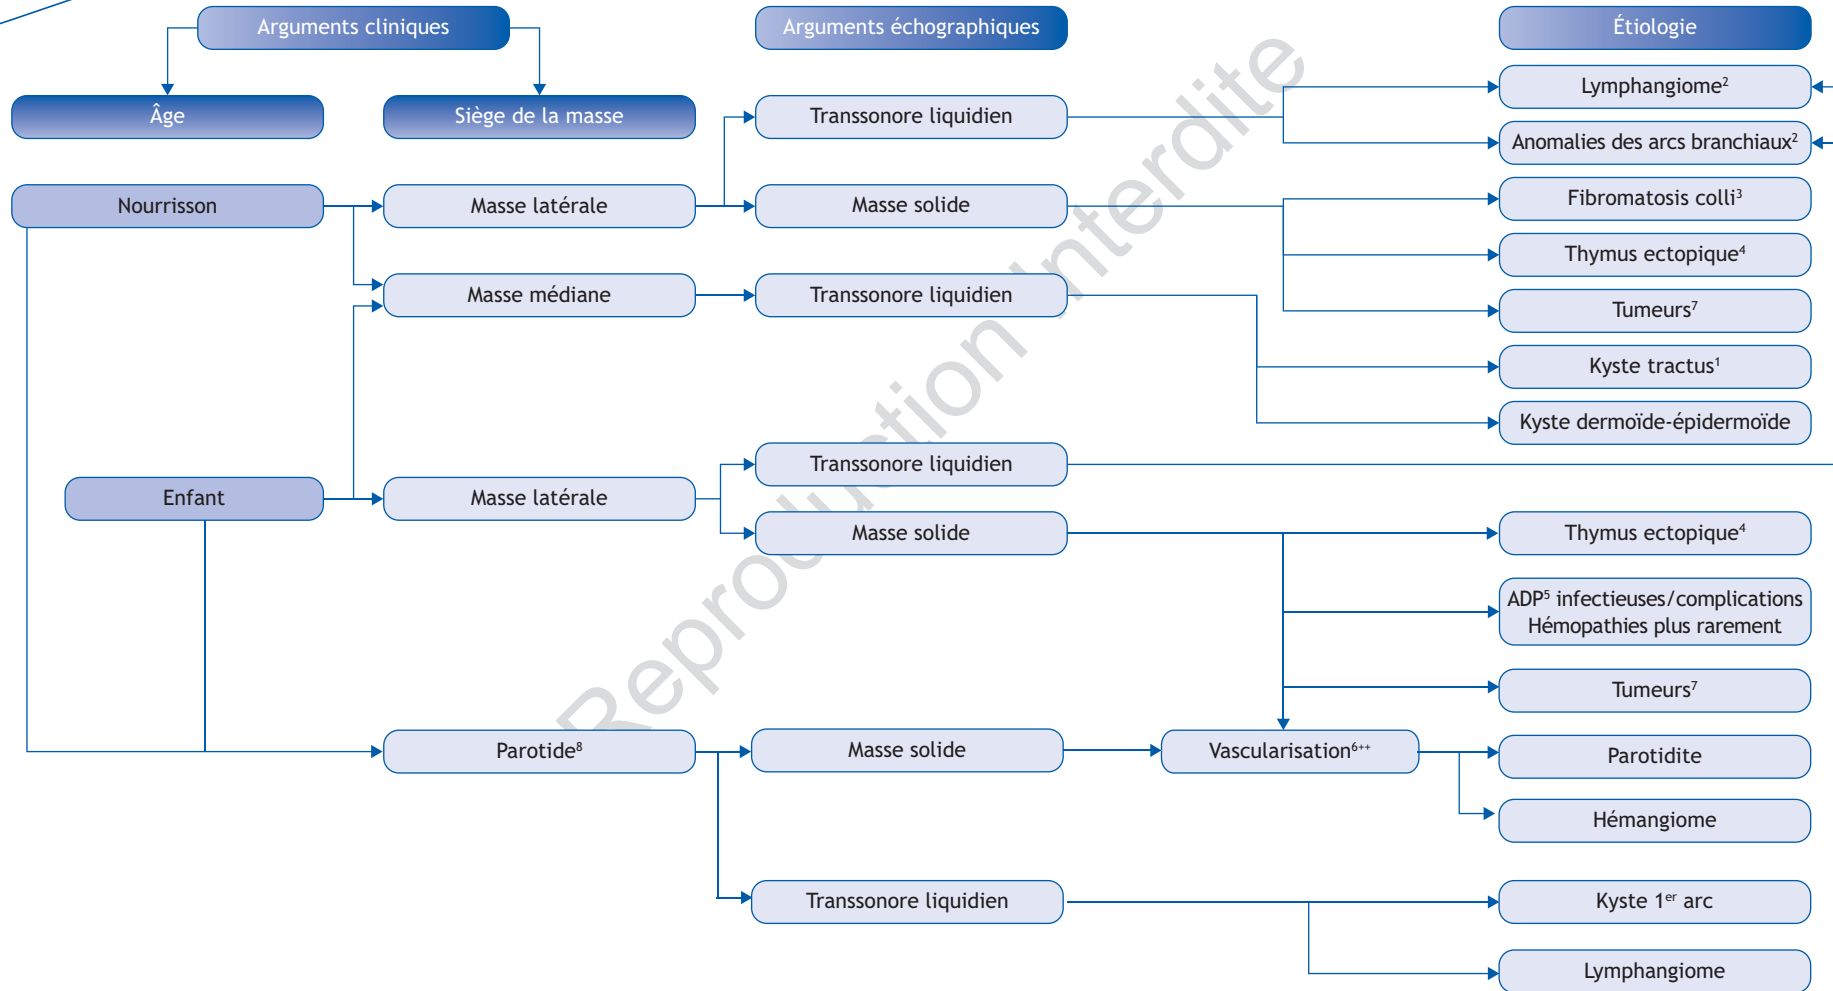 Arguments cliniques
Arguments échographiques
Étiologie
Âge
Siège de la masse
Transsonore liquidien
Lymphangiome²
Anomalies des arcs branchiaux²
Nourrisson
Masse latérale
Masse solide
Fibromatosis colli³
Thymus ectopique⁴
Masse médiane
Transsonore liquidien
Tumeurs⁷
Kyste tractus¹
Kyste dermoïde-épidermoïde
Transsonore liquidien
Enfant
Masse latérale
Masse solide
Thymus ectopique⁴
ADP⁵ infectieuses/complications
Hémopathies plus rarement
Tumeurs⁷
Parotide⁸
Masse solide
Vascularisation⁶⁺⁺
Parotidite
Hémangiome
Transsonore liquidien
Kyste 1ᵉʳ arc
Lymphangiome
Reproduction Interdite